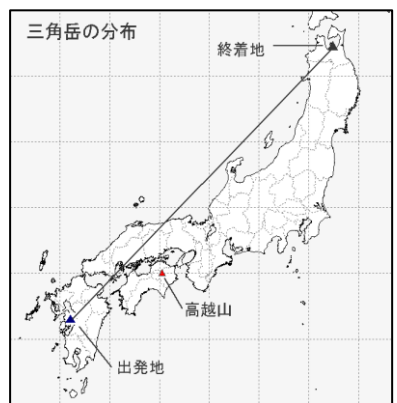 三角岳の分布
終着地
高越山
出発地